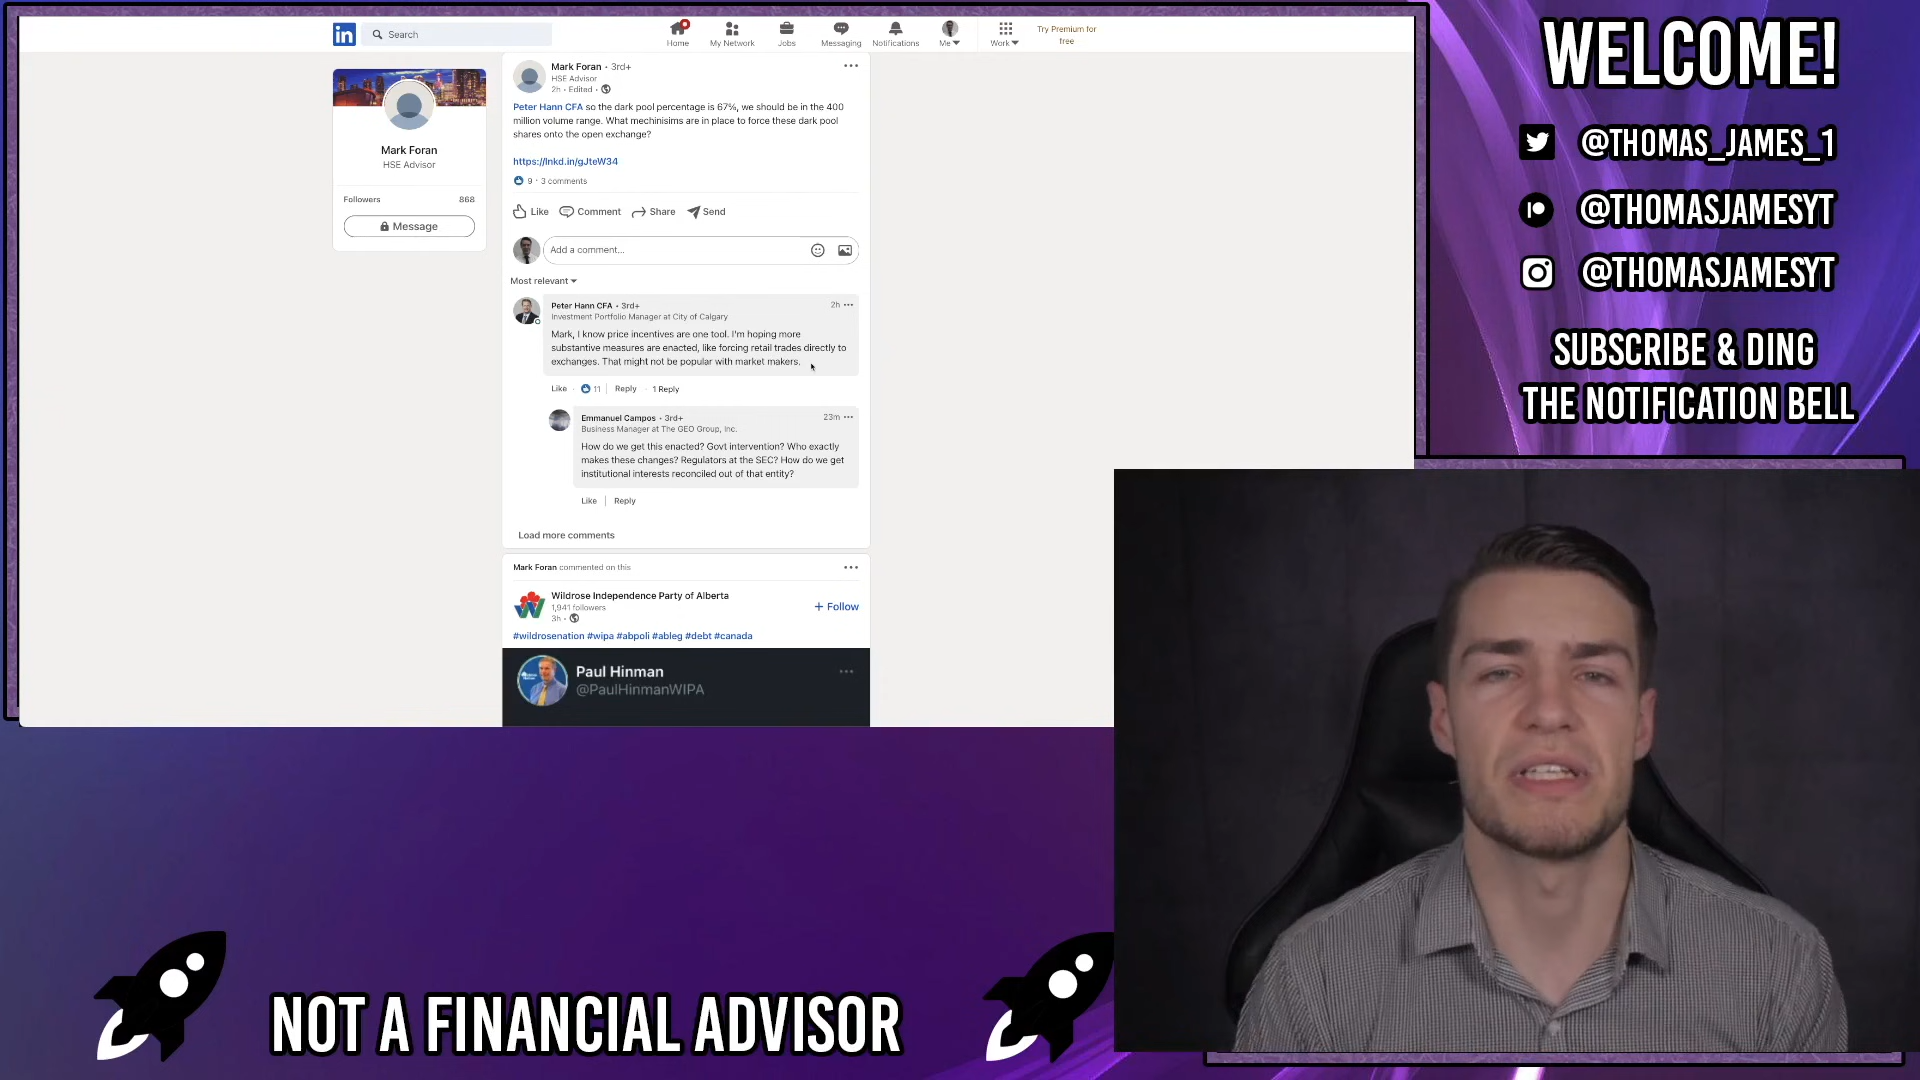 in
Search
Home
My Network
Jobs
Messaging
Notifications
Me
Work
Try Premium for
free
Mark Foran
HSE Advisor
Followers 868
Message
Mark Foran • 3rd+
HSE Advisor
2h • Edited •
Peter Hann CFA so the dark pool percentage is 67%, we should be in the 400
million volume range. What mechinisims are in place to force these dark pool
shares onto the open exchange?
https://lnkd.in/gJteW34
9 · 3 comments
Like Comment Share Send
Add a comment...
Most relevant
Peter Hann CFA • 3rd+ 2h
Investment Portfolio Manager at City of Calgary
Mark, I know price incentives are one tool. I'm hoping more
substantive measures are enacted, like forcing retail trades directly to
exchanges. That might not be popular with market makers.
Like · 11 | Reply · 1 Reply
Emmanuel Campos • 3rd+ 23m
Business Manager at The GEO Group, Inc.
How do we get this enacted? Govt intervention? Who exactly
makes these changes? Regulators at the SEC? How do we get
institutional interests reconciled out of that entity?
Like | Reply
Load more comments
Mark Foran commented on this
Wildrose Independence Party of Alberta
1,941 followers
3h •
+ Follow
#wildrosenation #wipa #abpoli #ableg #debt #canada
Paul Hinman
@PaulHinmanWIPA
WELCOME!
@THOMAS_JAMES_1
@THOMASJAMESYT
@THOMASJAMESYT
SUBSCRIBE & DING
THE NOTIFICATION BELL
NOT A FINANCIAL ADVISOR